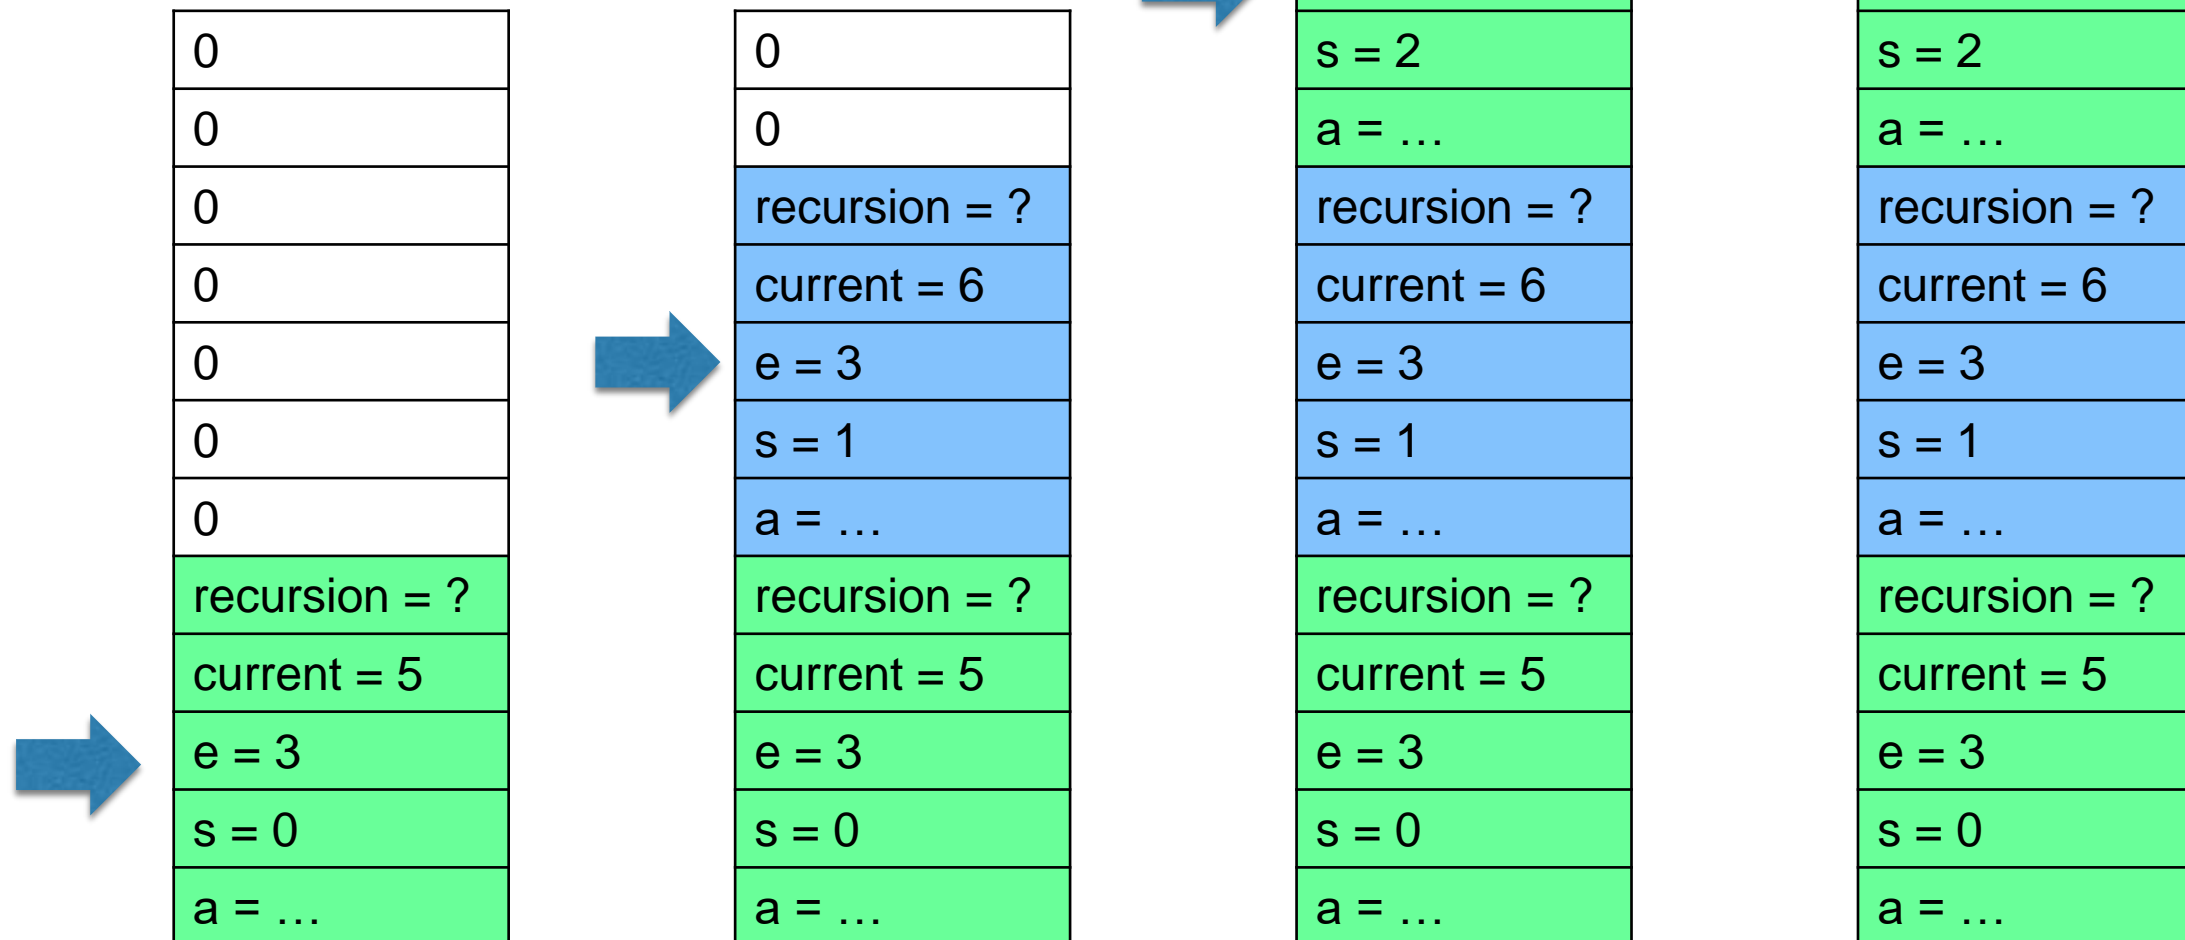 0
0
0
0
0
0
0
recursion = ?
current = 5
e = 3
s = 0
a = …
0
0
recursion = ?
current = 6
e = 3
s = 1
a = …
recursion = ?
current = 5
e = 3
s = 0
a = …
s = 2
a = …
recursion = ?
current = 6
e = 3
s = 1
a = …
recursion = ?
current = 5
e = 3
s = 0
a = …
s = 2
a = …
recursion = ?
current = 6
e = 3
s = 1
a = …
recursion = ?
current = 5
e = 3
s = 0
a = …